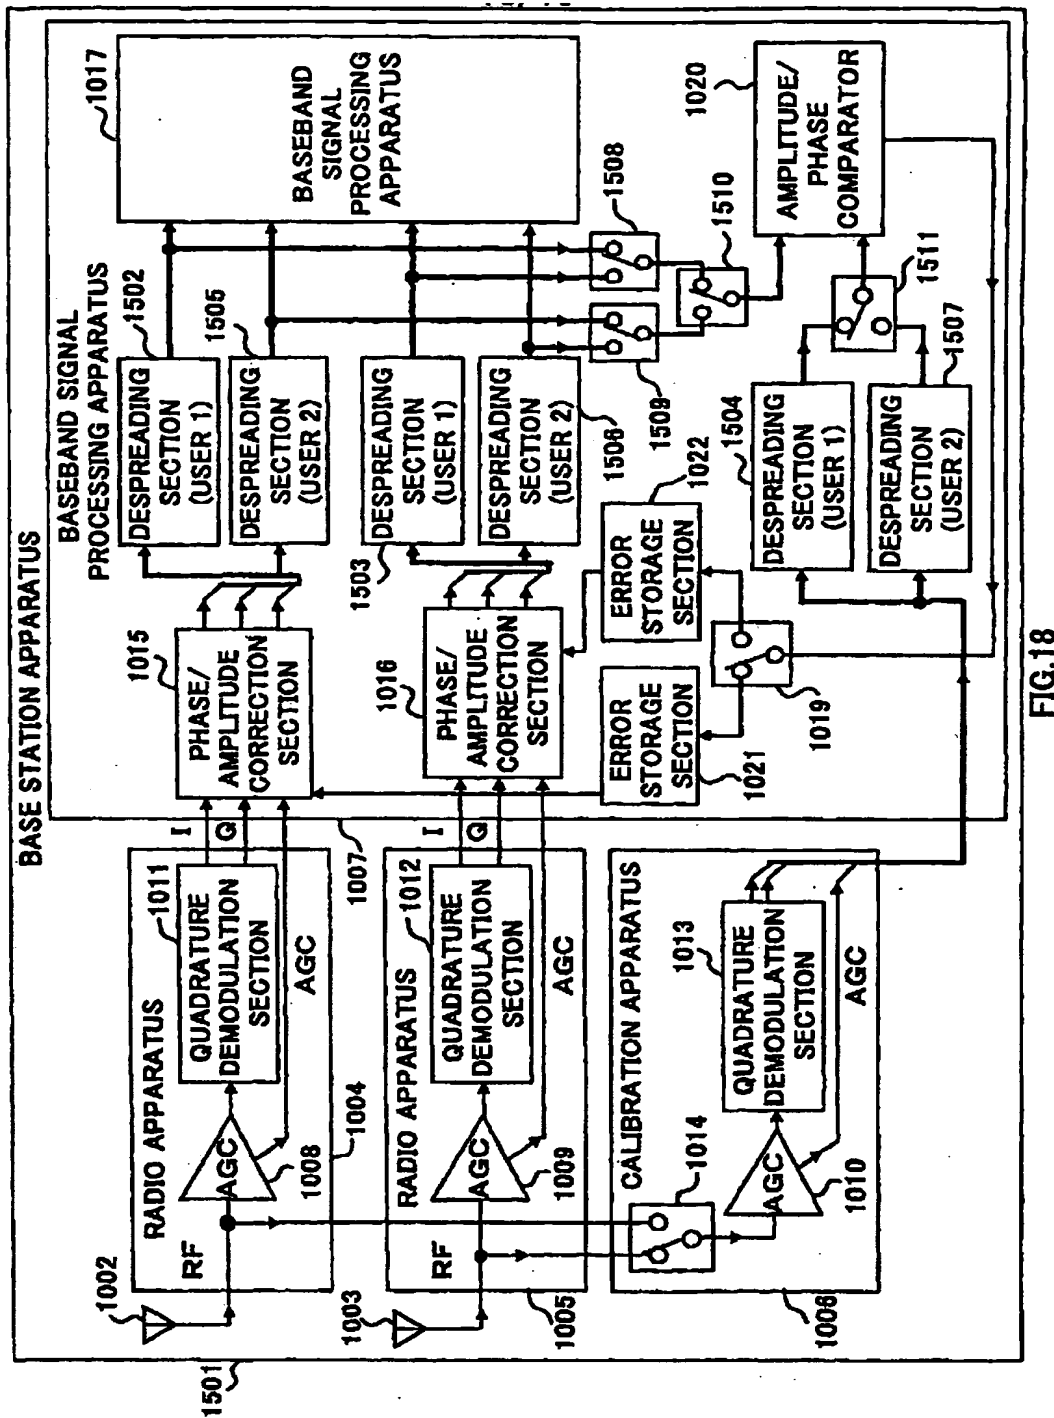 BASE STATION APPARATUS
1501
1002
RADIO APPARATUS
RF
AGC
1008
1004
QUADRATURE
DEMODULATION
SECTION
1011
AGC
I
Q
1007
BASEBAND SIGNAL
PROCESSING APPARATUS
1015
PHASE/
AMPLITUDE
CORRECTION
SECTION
1502
DESPREADING
SECTION
(USER 1)
1505
DESPREADING
SECTION
(USER 2)
1017
BASEBAND
SIGNAL
PROCESSING
APPARATUS
1003
RADIO APPARATUS
RF
AGC
1009
1005
QUADRATURE
DEMODULATION
SECTION
1012
AGC
I
Q
1016
PHASE/
AMPLITUDE
CORRECTION
SECTION
1503
DESPREADING
SECTION
(USER 1)
DESPREADING
SECTION
(USER 2)
1506
1508
1509
1510
CALIBRATION APPARATUS
1014
AGC
1010
1006
1013
QUADRATURE
DEMODULATION
SECTION
AGC
ERROR
STORAGE
SECTION
1021
ERROR
STORAGE
SECTION
1022
1019
1504
DESPREADING
SECTION
(USER 1)
DESPREADING
SECTION
(USER 2)
1507
1511
1020
AMPLITUDE/
PHASE
COMPARATOR
FIG.18